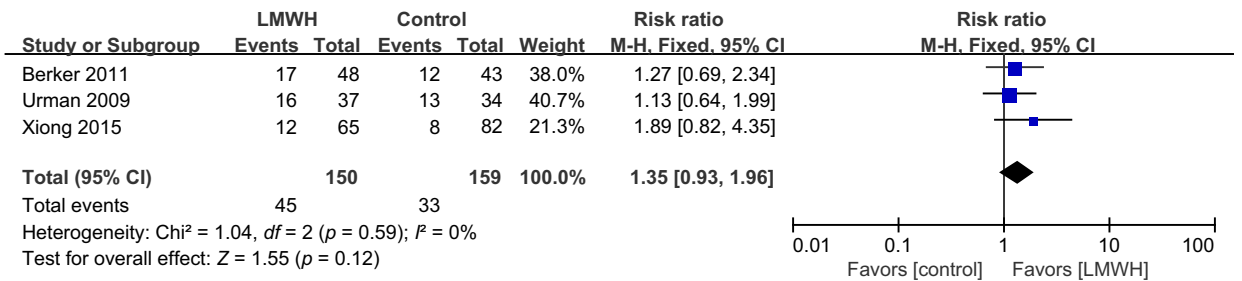 LMWH Control Risk ratio Risk ratio
Study or Subgroup Events Total Events Total Weight M-H, Fixed, 95% CI M-H, Fixed, 95% CI
Berker 2011 17 48 12 43 38.0% 1.27 [0.69, 2.34]
Urman 2009 16 37 13 34 40.7% 1.13 [0.64, 1.99]
Xiong 2015 12 65 8 82 21.3% 1.89 [0.82, 4.35]
Total (95% CI) 150 159 100.0% 1.35 [0.93, 1.96]
Total events 45 33
Heterogeneity: Chi² = 1.04, df = 2 (p = 0.59); I² = 0%
Test for overall effect: Z = 1.55 (p = 0.12)
0.01 0.1 1 10 100
Favors [control] Favors [LMWH]